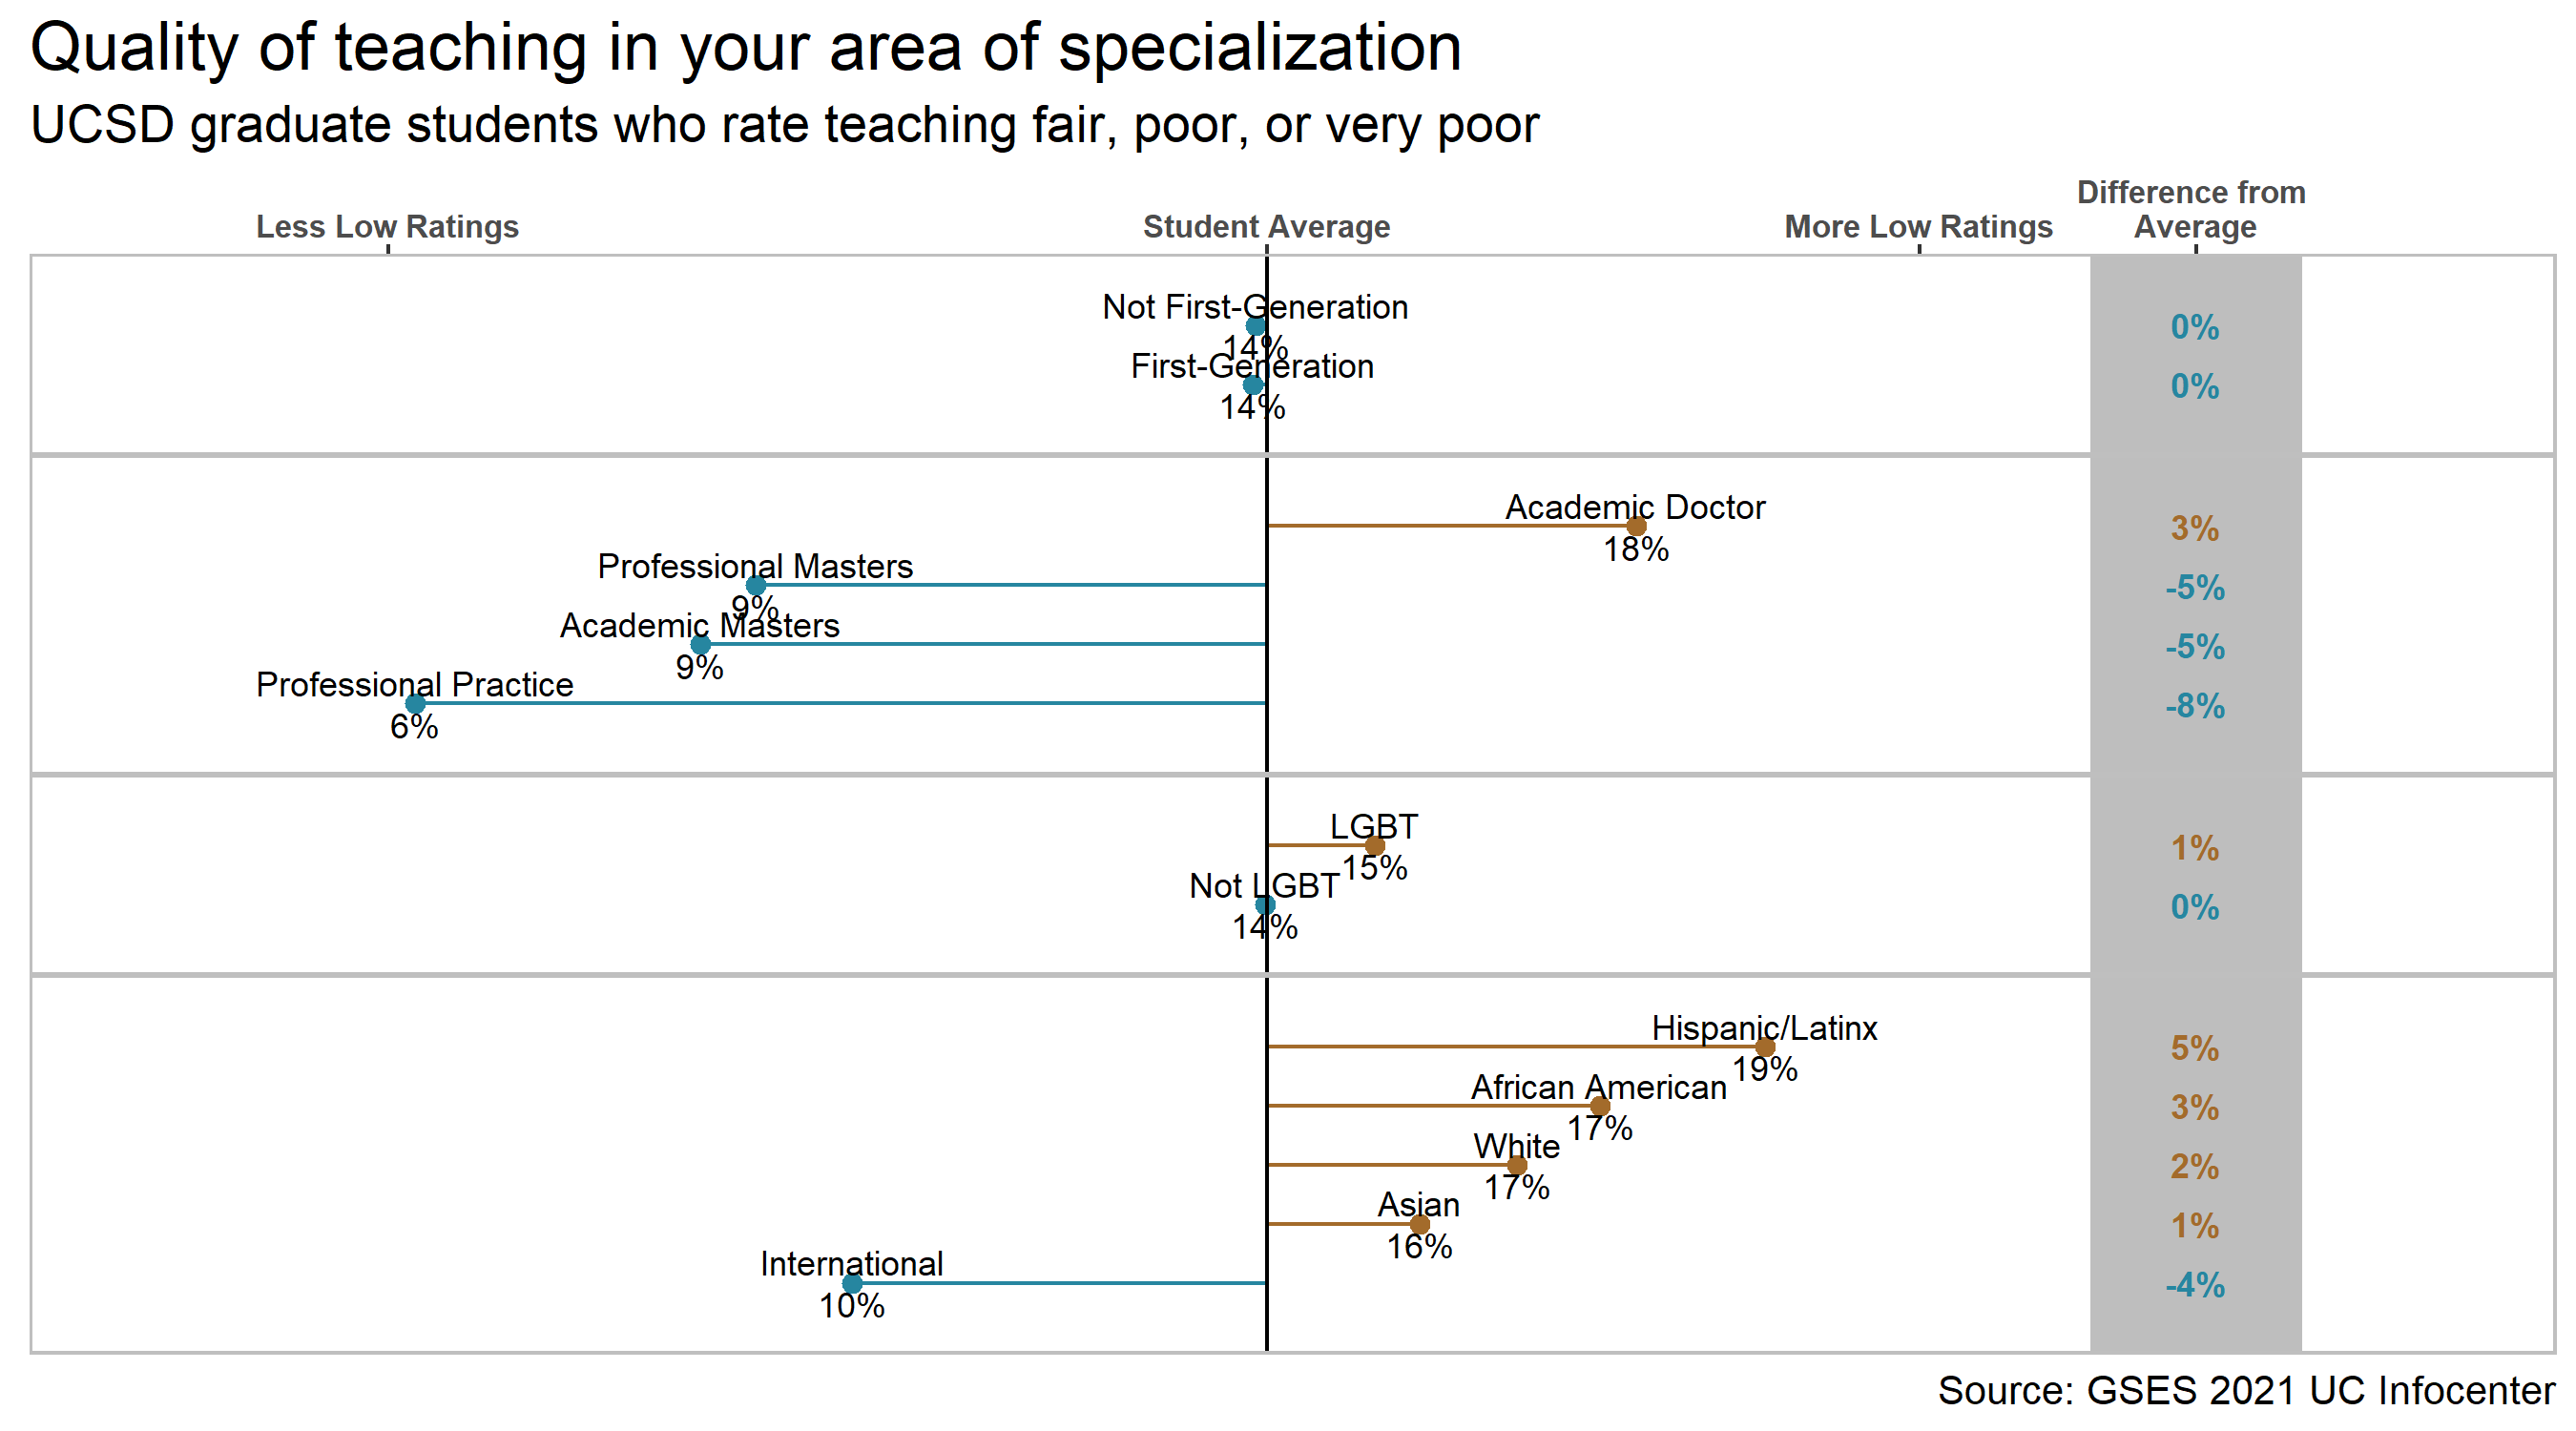 Quality of teaching in your area of specialization
UCSD graduate students who rate teaching fair, poor, or very poor
Difference from
Less Low Ratings Student Average More Low Ratings Average
Not First-Generation
14% 0%
First-Generation
14% 0%
Academic Doctor
18% 3%
Professional Masters
9% -5%
Academic Masters
9% -5%
Professional Practice
6% -8%
LGBT
15% 1%
Not LGBT
14% 0%
Hispanic/Latinx
19% 5%
African American
17% 3%
White
17% 2%
Asian
16% 1%
International
10% -4%
Source: GSES 2021 UC Infocenter